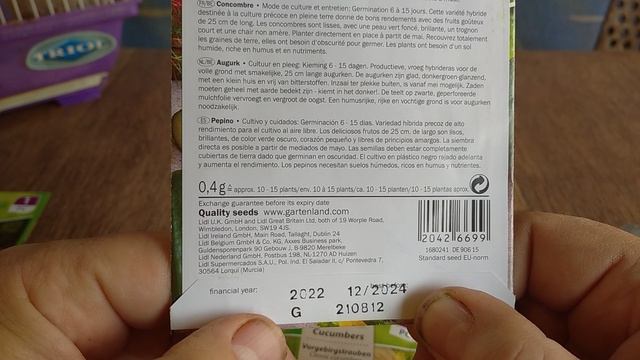 FR/BE Concombre • Mode de culture et entretien: Germination 6 à 15 jours. Cette variété hybride
destinée à la culture précoce en pleine terre donne de bons rendements avec des fruits goûteux
de 25 cm de long. Les concombres sont lisses, avec une peau vert foncé, brillante, un trognon
court et une chair non amère. Planter directement en place à partir de mai. Recouvrez totalement
les graines de terre, elles ont besoin d'obscurité pour germer. Les plants ont besoin d'un sol
humide, riche en humus et en nutriments.
NL/BE Augurk • Cultuur en pleeg: Kieming 6 - 15 dagen. Productieve, vroeg hybrideras voor de
volle grond met smakelijke, 25 cm lange augurken. De augurken zijn glad, donkergroen-glanzend,
met een klein huis en vrij van bitterstoffen. Inzaai ter plekke buiten, is vanaf mei mogelijk. Zaden
moeten geheel met aarde bedekt zijn - kiemt in het donker!. De teelt op zwarte, geperforeerde
mulchfolie vervroegt en vergroot de oogst. Een humusrijke, rijke en vochtige grond is voor augurken
noodzakelijk.
ES Pepino • Cultivo y cuidados: Germinación 6 - 15 días. Variedad híbrida precoz de alto
rendimiento para el cultivo al aire libre. Los deliciosos frutos de 25 cm. de largo son lisos,
brillantes, de color verde oscuro, corazón pequeño y libres de principios amargos. La siembra
directa es posible a partir de mediados de mayo. Las semillas deben estar completamente
cubiertas de tierra dado que germinan en oscuridad. El cultivo en plástico negro rajado adelanta
y aumenta el rendimiento. Los pepinos necesitan suelos húmedos, ricos en humus y nutrientes.
0,4g ≙ approx. 10 - 15 plants/env. 10 à 15 plants/ca. 10 - 15 planten/10 - 15 plantas aprox.
Exchange guarantee before its expiry date
Quality seeds www.gartenland.com
Lidl U.K. GmbH and Lidl Great Britain Ltd, both of 19 Worple Road,
Wimbledon, London, SW19 4JS.
Lidl Ireland GmbH, Main Road, Tallaght, Dublin 24
Lidl Belgium GmbH & Co. KG, Axxes Business park,
Guldensporenpark 90 Gebouw J, B-9820 Merelbeke
Lidl Nederland GmbH, Postbus 198, NL-1270 AD Huizen
Lidl Supermercados S.A.U., Pol. Ind. El Saladar II, c/ Pontevedra 7,
30564 Lorquí (Murcia)
2042 6699
1680241 DE 90615
Standard seed EU-norm
financial year:
2022 12/2024
G 210812
Cucumbers
Vorgebirgstrauben
TRIOL